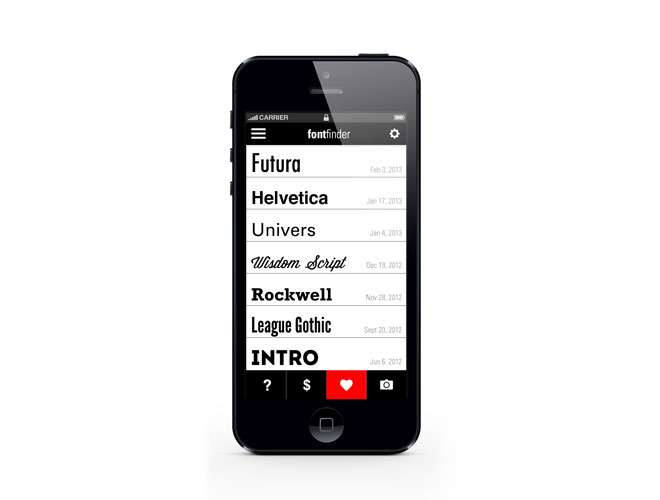 CARRIER
fontfinder
Futura Feb 3, 2013
Helvetica Jan 17, 2013
Univers Jan 4, 2013
Wisdom Script Dec 19, 2012
Rockwell Nov 28, 2012
League Gothic Sept 20, 2012
INTRO Jun 6, 2012
? $